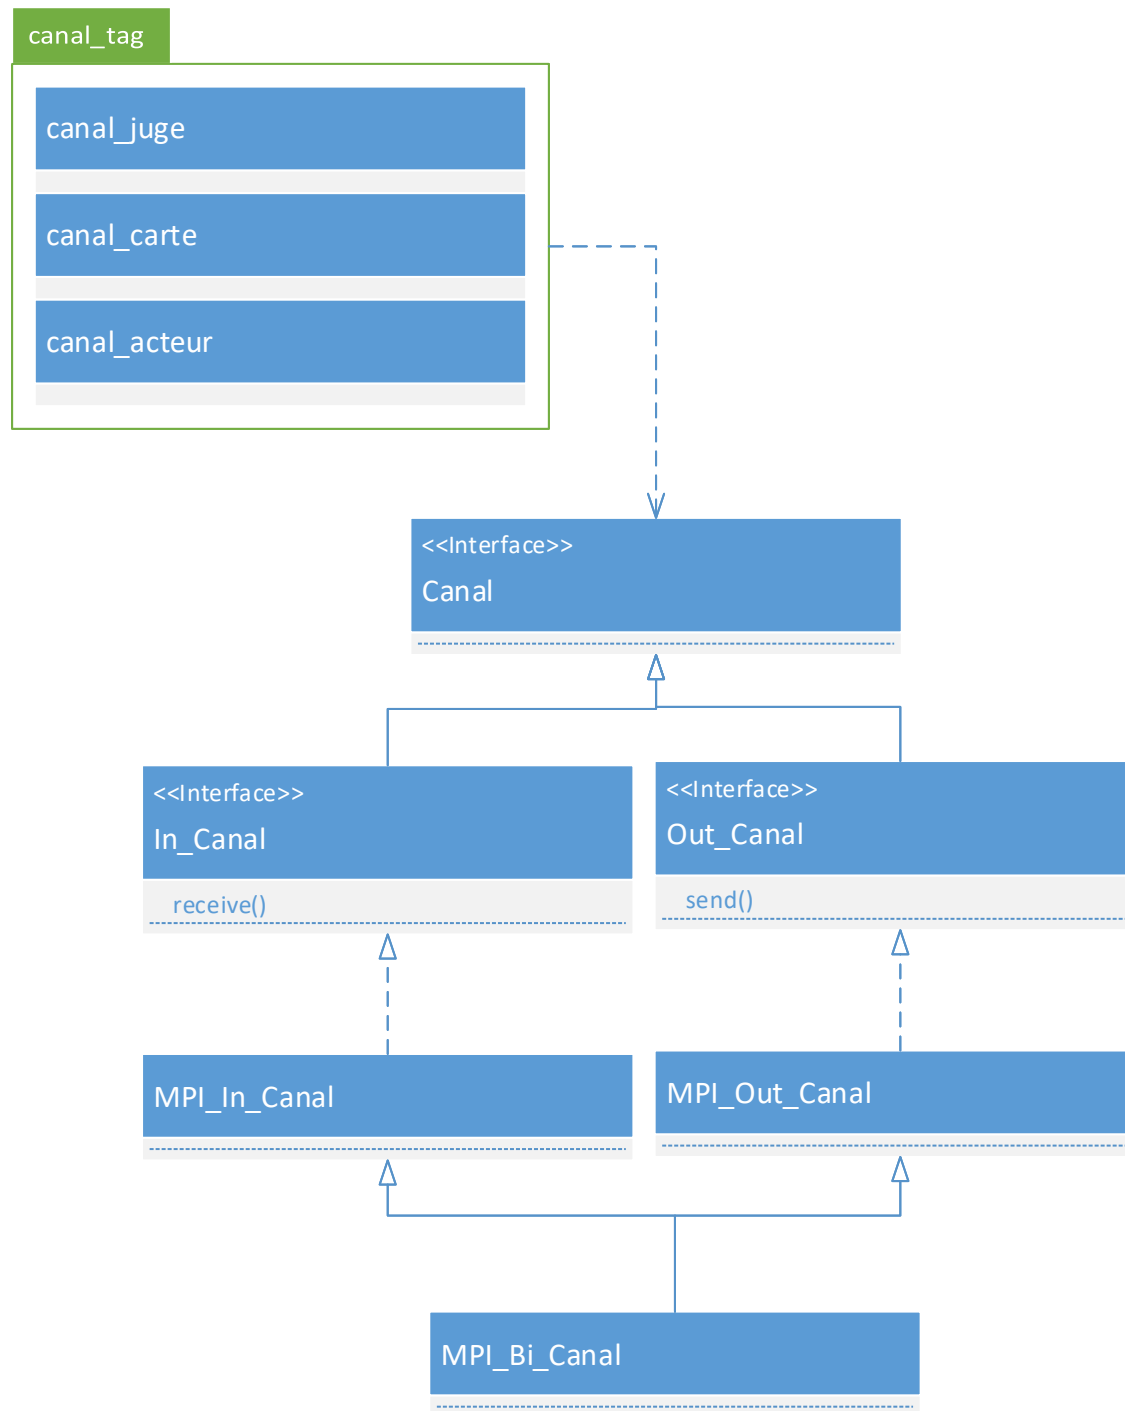 canal_tag
canal_juge
canal_carte
canal_acteur
<<Interface>>
Canal
<<Interface>>
In_Canal
receive()
<<Interface>>
Out_Canal
send()
MPI_In_Canal
MPI_Out_Canal
MPI_Bi_Canal